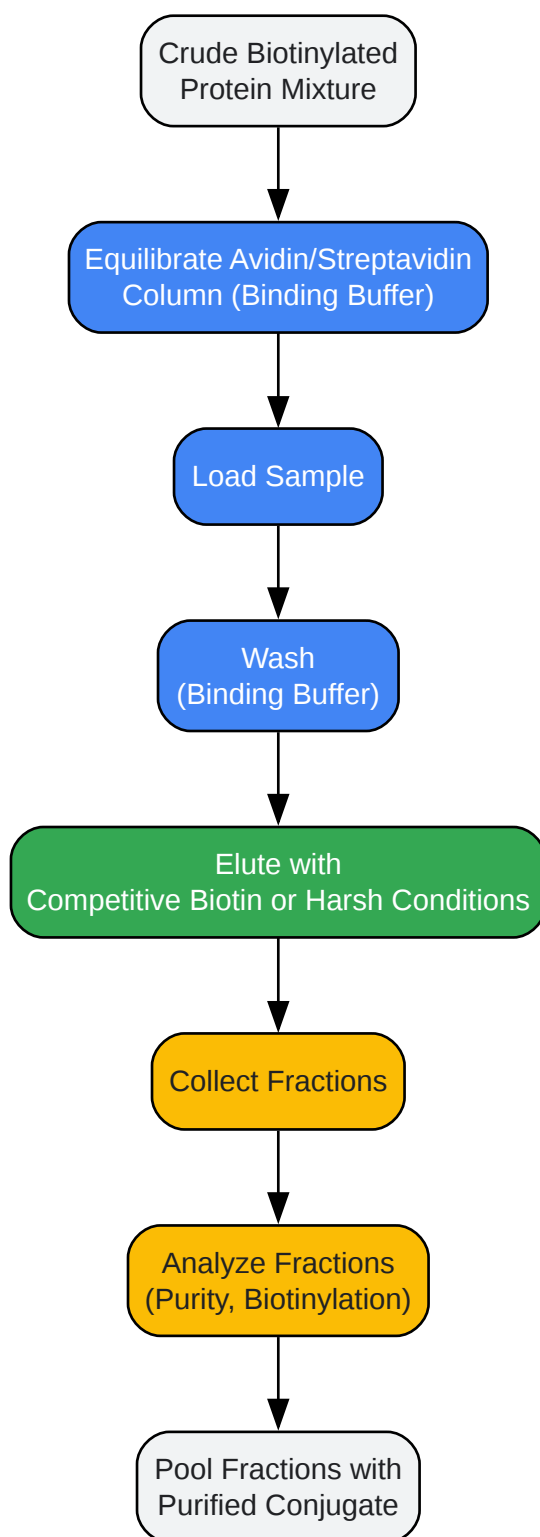 Crude Biotinylated
Protein Mixture
Equilibrate Avidin/Streptavidin
Column (Binding Buffer)
Load Sample
Wash
(Binding Buffer)
Elute with
Competitive Biotin or Harsh Conditions
Collect Fractions
Analyze Fractions
(Purity, Biotinylation)
Pool Fractions with
Purified Conjugate